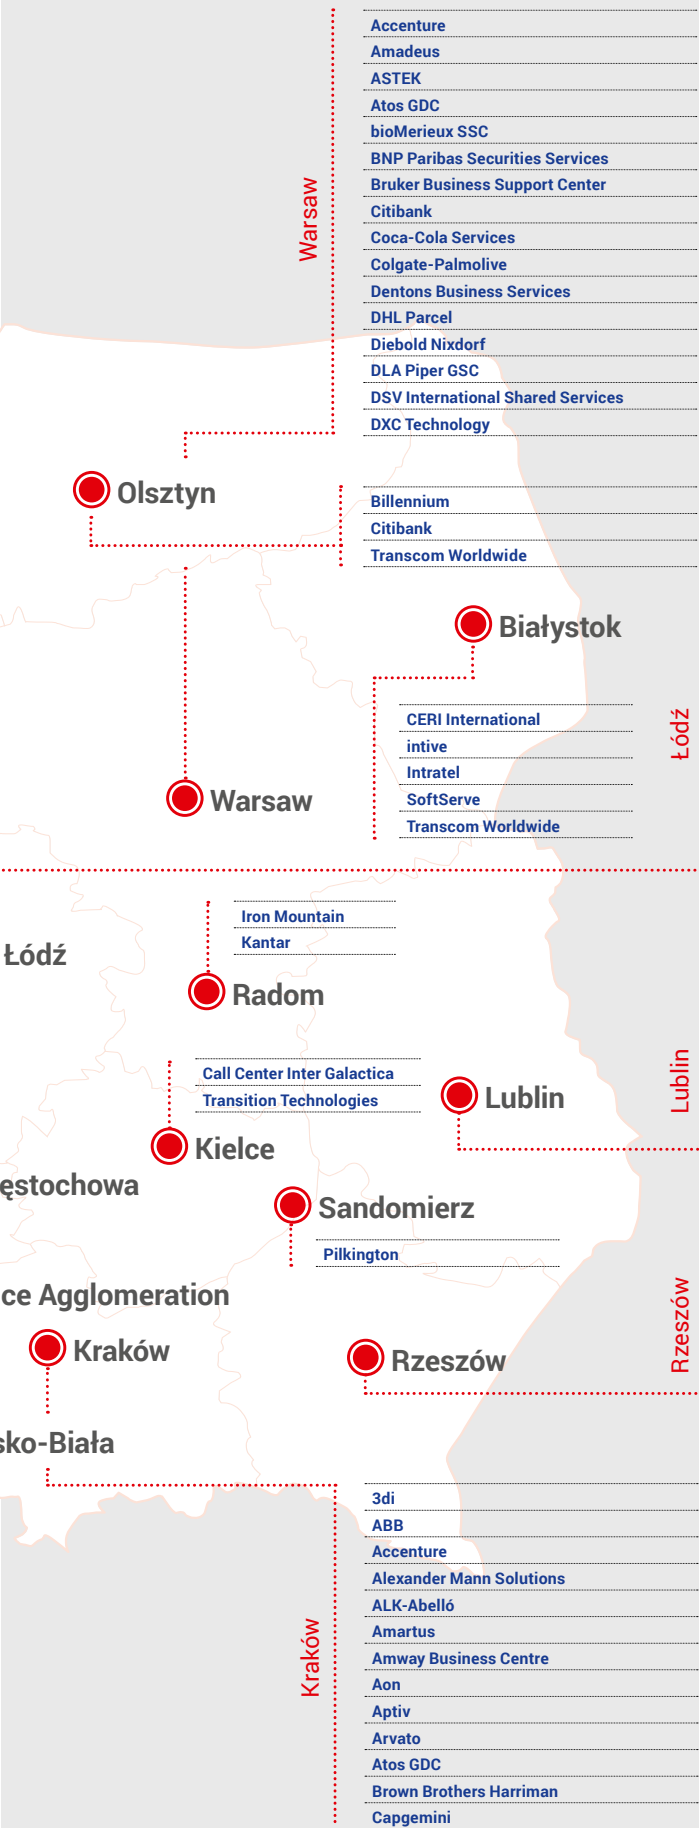 Accenture
Amadeus
ASTEK
Atos GDC
bioMerieux SSC
BNP Paribas Securities Services
Bruker Business Support Center
Citibank
Coca-Cola Services
Colgate-Palmolive
Dentons Business Services
DHL Parcel
Diebold Nixdorf
DLA Piper GSC
DSV International Shared Services
DXC Technology
Warsaw
Olsztyn
Billennium
Citibank
Transcom Worldwide
Białystok
CERI International
intive
Intratel
SoftServe
Transcom Worldwide
Łódź
Warsaw
Iron Mountain
Kantar
Łódź
Radom
Call Center Inter Galactica
Transition Technologies
Lublin
Lublin
Kielce
ęstochowa
Sandomierz
Pilkington
ce Agglomeration
Rzeszów
Kraków
Rzeszów
sko-Biała
3di
ABB
Accenture
Alexander Mann Solutions
ALK-Abelló
Amartus
Amway Business Centre
Aon
Aptiv
Arvato
Atos GDC
Brown Brothers Harriman
Capgemini
Kraków